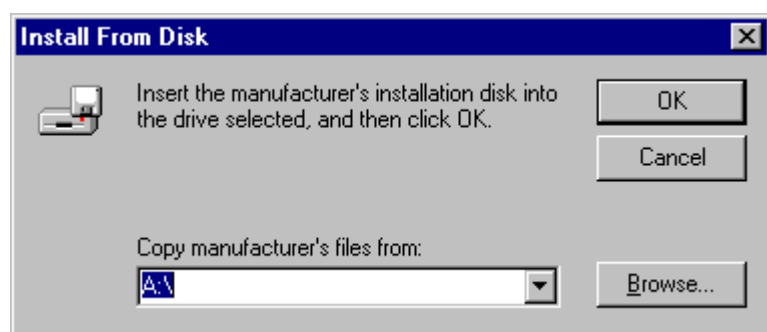 Install From Disk
Insert the manufacturer's installation disk into
the drive selected, and then click OK.
OK
Cancel
Copy manufacturer's files from:
A:\
Browse...